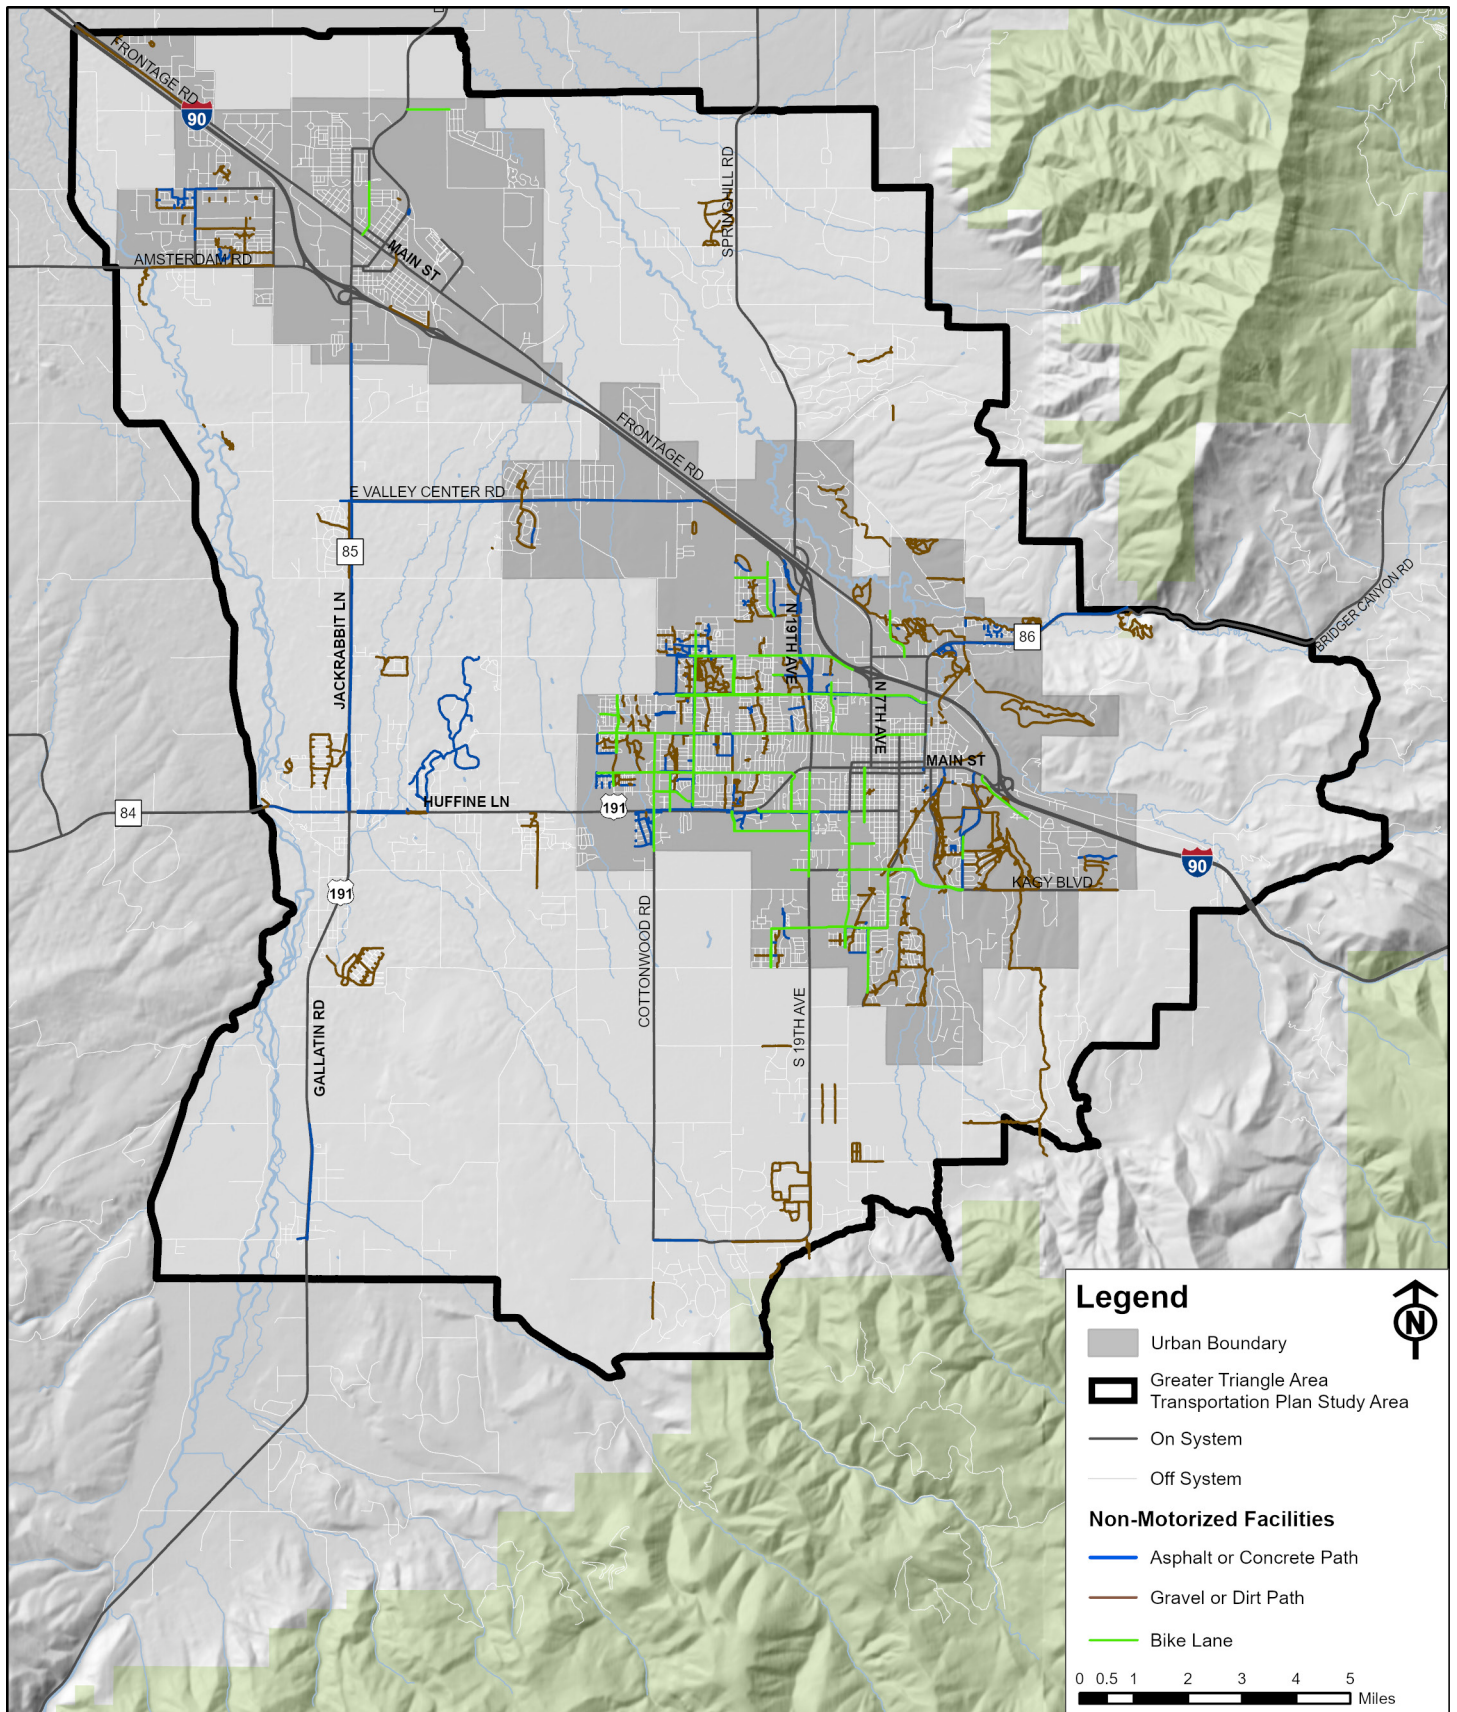 FRONTAGE RD
90
SPRINGHILL RD
MAIN ST
AMSTERDAM RD
FRONTAGE RD
E VALLEY CENTER RD
85
JACKRABBIT LN
N 19TH AVE
86
BRIDGER CANYON RD
N 7TH AVE
MAIN ST
HUFFINE LN
191
84
90
KAGY BLVD
191
COTTONWOOD RD
S 19TH AVE
GALLATIN RD
Legend
N
Urban Boundary
Greater Triangle Area
Transportation Plan Study Area
On System
Off System
Non-Motorized Facilities
Asphalt or Concrete Path
Gravel or Dirt Path
Bike Lane
0 0.5 1 2 3 4 5
Miles